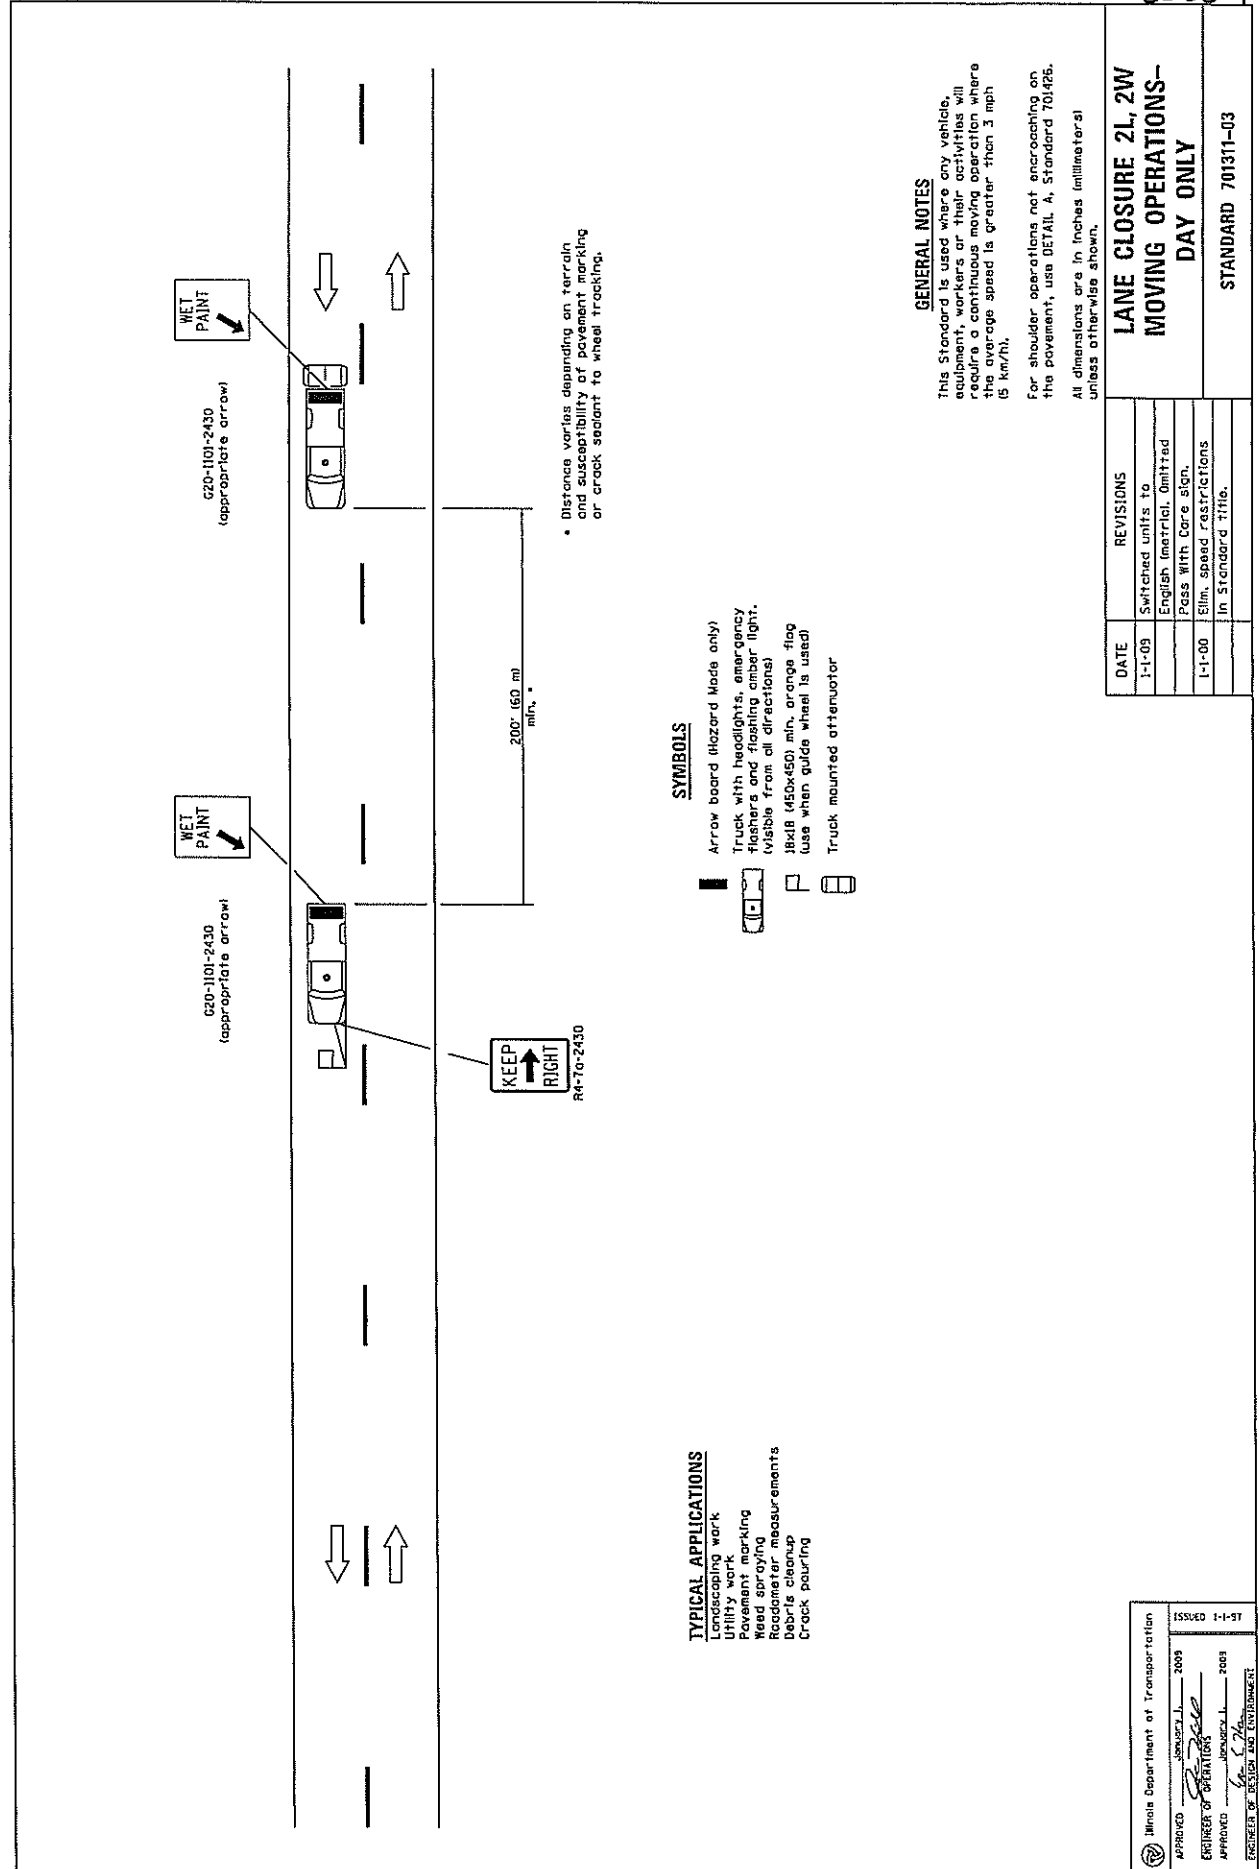 WET
PAINT
G20-1101-2430
(appropriate arrow)
WET
PAINT
G20-1101-2430
(appropriate arrow)
KEEP
RIGHT
R4-7a-2430
200' (60 m)
min. *
* Distance varies depending on terrain
and susceptibility of pavement marking
or crack sealant to wheel tracking.
TYPICAL APPLICATIONS
Landscaping work
Utility work
Pavement marking
Weed spraying
Roadometer measurements
Debris cleanup
Crack pouring
SYMBOLS
Arrow board (Hazard Mode only)
Truck with headlights, emergency
flashers and flashing amber light.
(visible from all directions)
18x18 (450x450) min. orange flag
(use when guide wheel is used)
Truck mounted attenuator
GENERAL NOTES
This Standard is used where any vehicle,
equipment, workers or their activities will
require a continuous moving operation where
the average speed is greater than 3 mph
(5 km/h).
For shoulder operations not encroaching on
the pavement, use DETAIL A, Standard 701426.
All dimensions are in inches (millimeters)
unless otherwise shown.
Illinois Department of Transportation
APPROVED January 1, 2009
ENGINEER OF OPERATIONS
APPROVED January 1, 2009
ENGINEER OF DESIGN AND ENVIRONMENT
ISSUED 1-1-97
DATE REVISIONS
1-1-09 Switched units to
English (metric). Omitted
Pass With Care sign.
1-1-00 Elim. speed restrictions
in Standard title.
LANE CLOSURE 2L, 2W
MOVING OPERATIONS–
DAY ONLY
STANDARD 701311-03